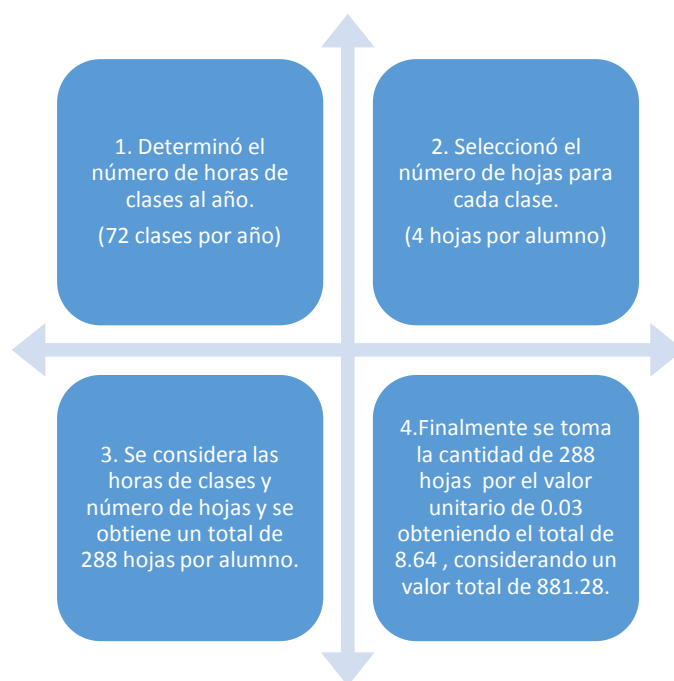 1. Determinó el
número de horas de
clases al año.
(72 clases por año)
2. Seleccionó el
número de hojas para
cada clase.
(4 hojas por alumno)
3. Se considera las
horas de clases y
número de hojas y se
obtiene un total de
288 hojas por alumno.
4.Finalmente se toma
la cantidad de 288
hojas por el valor
unitario de 0.03
obteniendo el total de
8.64 , considerando un
valor total de 881.28.